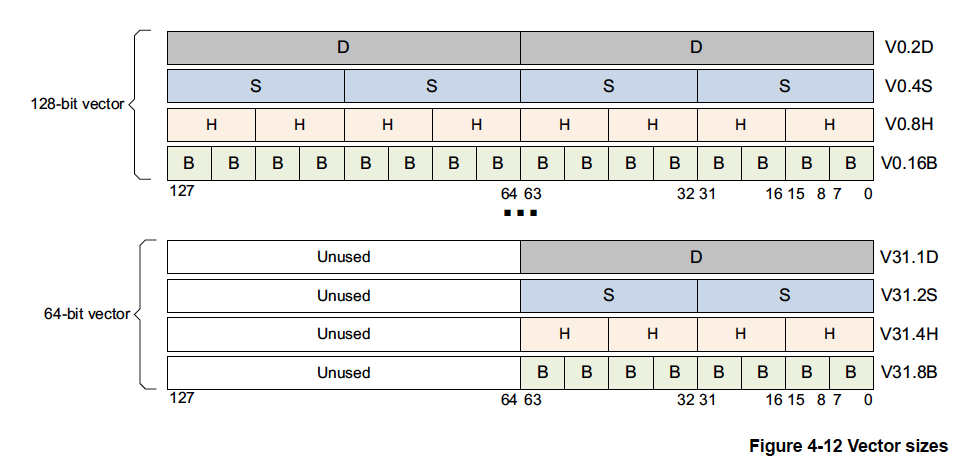 D D V0.2D
S S S S V0.4S
128-bit vector
H H H H H H H H V0.8H
B B B B B B B B B B B B B B B B V0.16B
127 64 63 32 31 16 15 8 7 0
...
Unused D V31.1D
Unused S S V31.2S
64-bit vector
Unused H H H H V31.4H
Unused B B B B B B B B V31.8B
127 64 63 32 31 16 15 8 7 0
Figure 4-12 Vector sizes